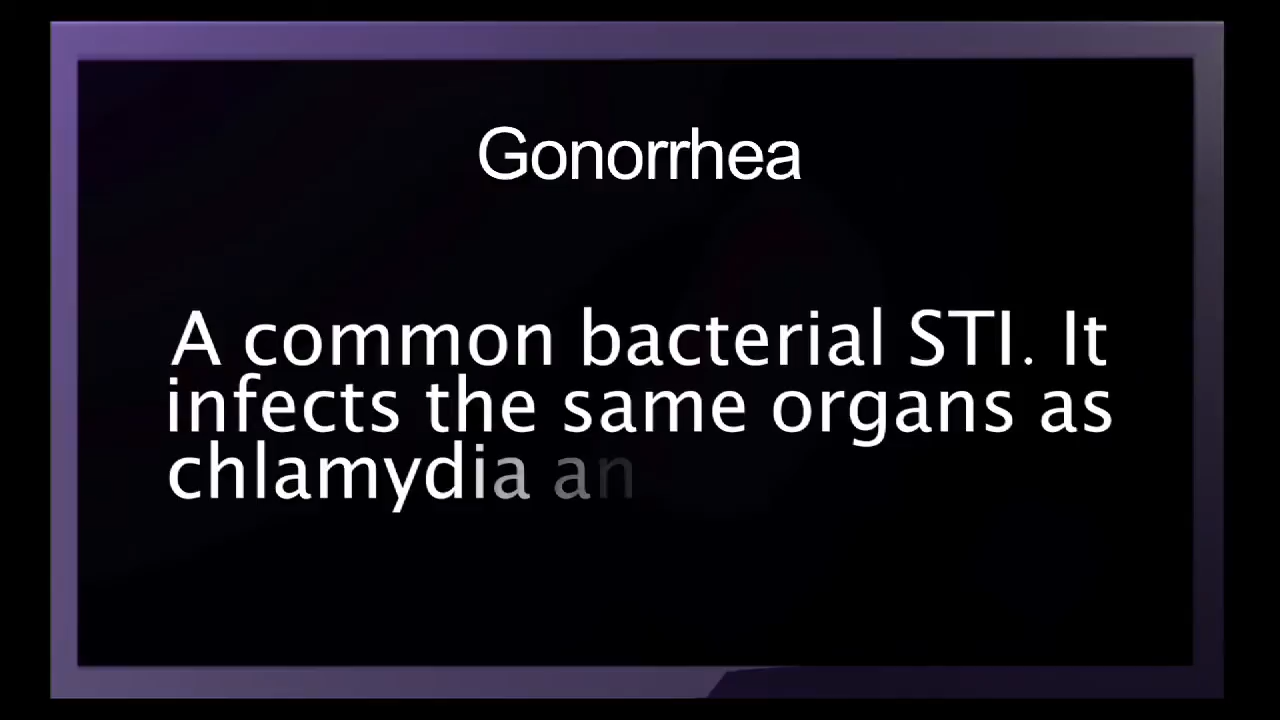 Gonorrhea
A common bacterial STI. It
infects the same organs as
chlamydia an